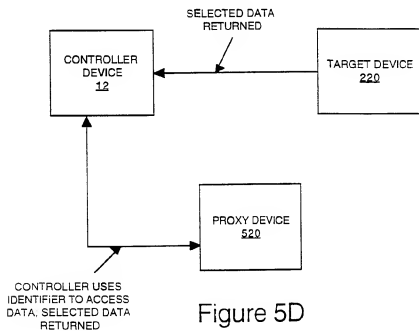 SELECTED DATA
RETURNED
CONTROLLER
DEVICE
12
TARGET DEVICE
220
PROXY DEVICE
520
CONTROLLER USES
IDENTIFIER TO ACCESS
DATA, SELECTED DATA
RETURNED
Figure 5D